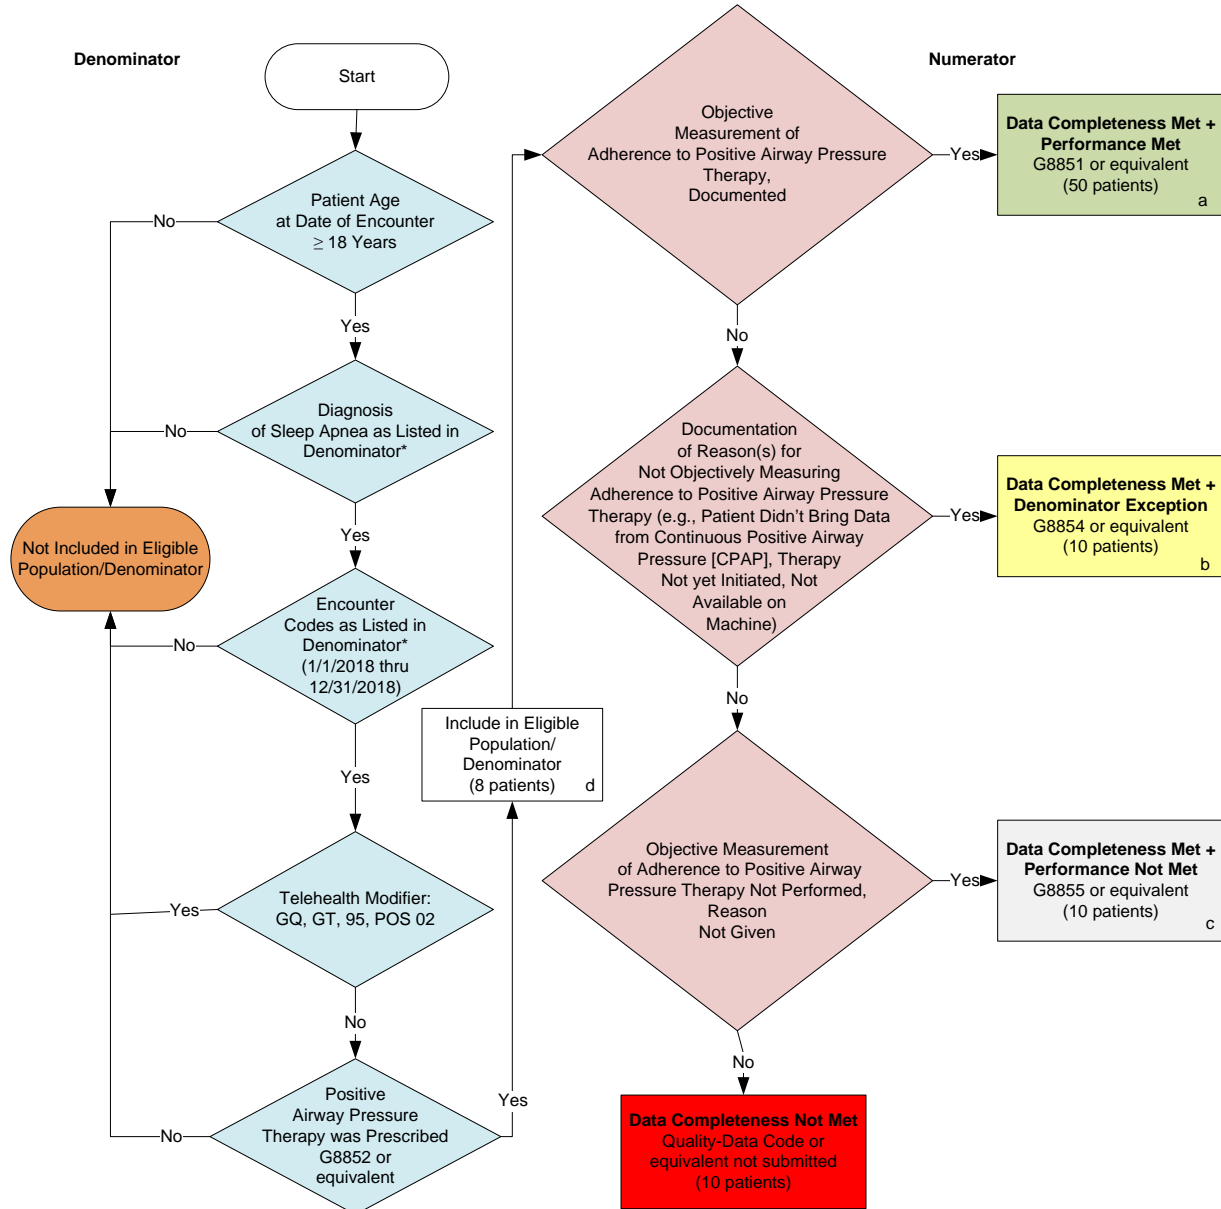 Denominator
Start
Patient Age
at Date of Encounter
≥ 18 Years
No
Yes
Diagnosis
of Sleep Apnea as Listed in
Denominator*
No
Yes
Not Included in Eligible
Population/Denominator
Encounter
Codes as Listed in
Denominator*
(1/1/2018 thru
12/31/2018)
No
Yes
Telehealth Modifier:
GQ, GT, 95, POS 02
Yes
No
Positive
Airway Pressure
Therapy was Prescribed
G8852 or
equivalent
No
Yes
Include in Eligible
Population/
Denominator
(8 patients)
d
Numerator
Objective
Measurement of
Adherence to Positive Airway Pressure
Therapy,
Documented
Yes
Data Completeness Met +
Performance Met
G8851 or equivalent
(50 patients)
a
No
Documentation
of Reason(s) for
Not Objectively Measuring
Adherence to Positive Airway Pressure
Therapy (e.g., Patient Didn't Bring Data
from Continuous Positive Airway
Pressure [CPAP], Therapy
Not yet Initiated, Not
Available on
Machine)
Yes
Data Completeness Met +
Denominator Exception
G8854 or equivalent
(10 patients)
b
No
Objective Measurement
of Adherence to Positive Airway
Pressure Therapy Not Performed,
Reason
Not Given
Yes
Data Completeness Met +
Performance Not Met
G8855 or equivalent
(10 patients)
c
No
Data Completeness Not Met
Quality-Data Code or
equivalent not submitted
(10 patients)